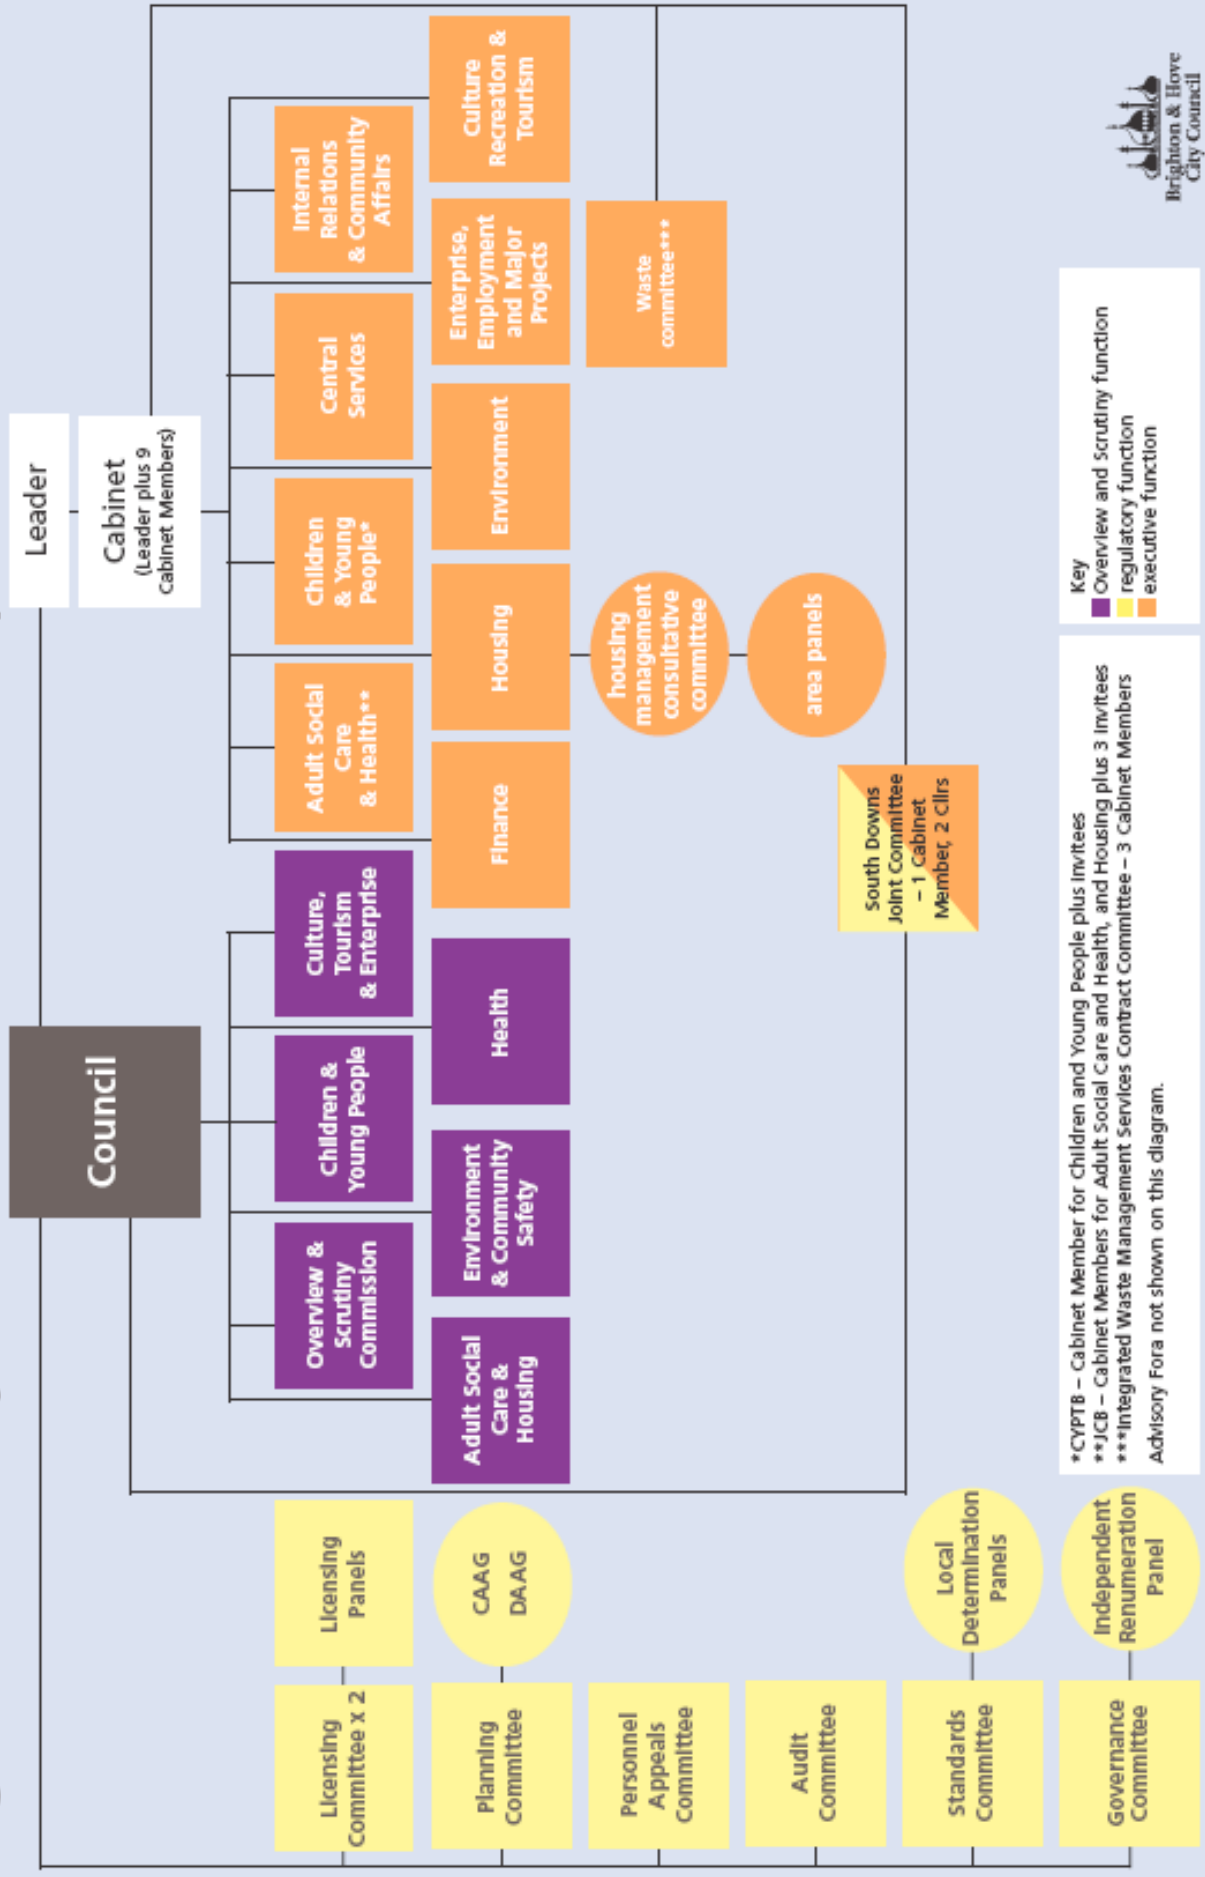 Council
Leader
Cabinet
(Leader plus 9
Cabinet Members)
Licensing
Committee x 2
Licensing
Panels
Overview &
Scrutiny
Commission
Children &
Young People
Culture,
Tourism
& Enterprise
Adult Social
Care
& Health**
Children
& Young
People*
Central
Services
Internal
Relations
& Community
Affairs
Planning
Committee
CAAG
DAAG
Adult Social
Care &
Housing
Environment
& Community
Safety
Health
Finance
Housing
Environment
Enterprise,
Employment
and Major
Projects
Culture
Recreation &
Tourism
Personnel
Appeals
Committee
housing
management
consultative
committee
Waste
committee***
Audit
Committee
area panels
Standards
Committee
Local
Determination
Panels
South Downs
Joint Committee
– 1 Cabinet
Member, 2 Cllrs
Governance
Committee
Independent
Renumeration
Panel
*CYPTB – Cabinet Member for Children and Young People plus invitees
**JCB – Cabinet Members for Adult Social Care and Health, and Housing plus 3 invitees
***Integrated Waste Management Services Contract Committee – 3 Cabinet Members
Advisory Fora not shown on this diagram.
Key
Overview and Scrutiny function
regulatory function
executive function
Brighton & Hove
City Council